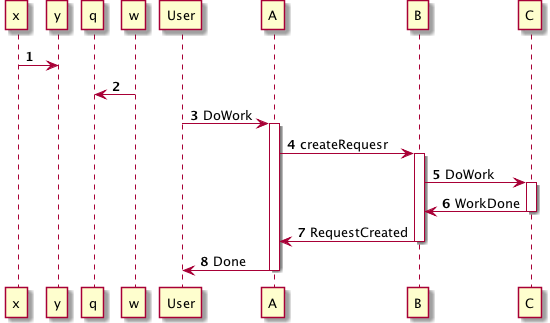 x y q w User A B C
1
2
3 DoWork
4 createRequesr
5 DoWork
6 WorkDone
7 RequestCreated
8 Done
x y q w User A B C